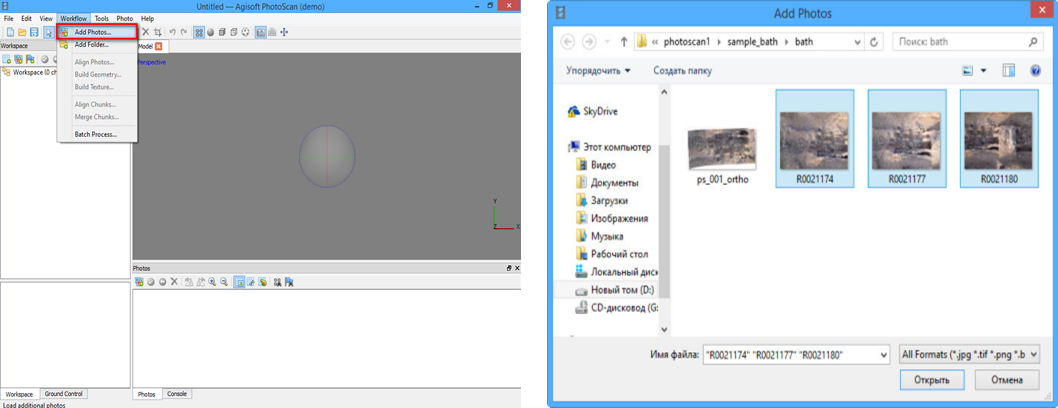 Untitled — Agisoft PhotoScan (demo)
File Edit View Workflow Tools Photo Help
Add Photos...
Add Folder...
Align Photos...
Build Geometry...
Build Texture...
Align Chunks...
Merge Chunks...
Batch Process...
Workspace
Workspace (0 ch
Model
Perspective
Y
Z X
Photos
Workspace Ground Control
Photos Console
Load additional photos
Add Photos
« photoscan1 sample_bath bath
Поиск: bath
Упорядочить Создать папку
SkyDrive
Этот компьютер
Видео
Документы
Загрузки
Изображения
Музыка
Рабочий стол
Локальный диск
Новый том (D:)
CD-дисковод (G:
ps_001_ortho R0021174 R0021177 R0021180
Имя файла: "R0021174" "R0021177" "R0021180"
All Formats (*.jpg *.tif *.png *.b
Открыть Отмена